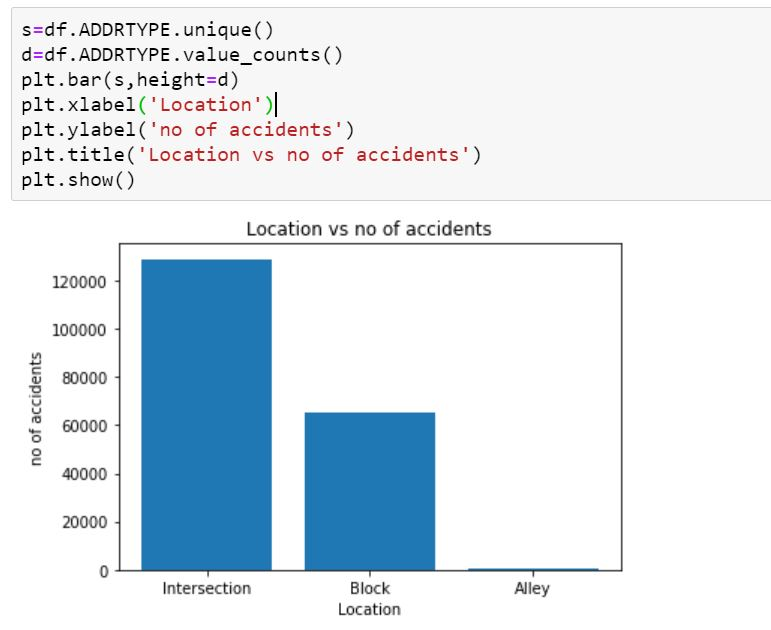 s=df.ADDRTYPE.unique()
d=df.ADDRTYPE.value_counts()
plt.bar(s,height=d)
plt.xlabel('Location')
plt.ylabel('no of accidents')
plt.title('Location vs no of accidents')
plt.show()
Location vs no of accidents
120000
100000
80000
60000
40000
20000
0
no of accidents
Intersection Block Alley
Location